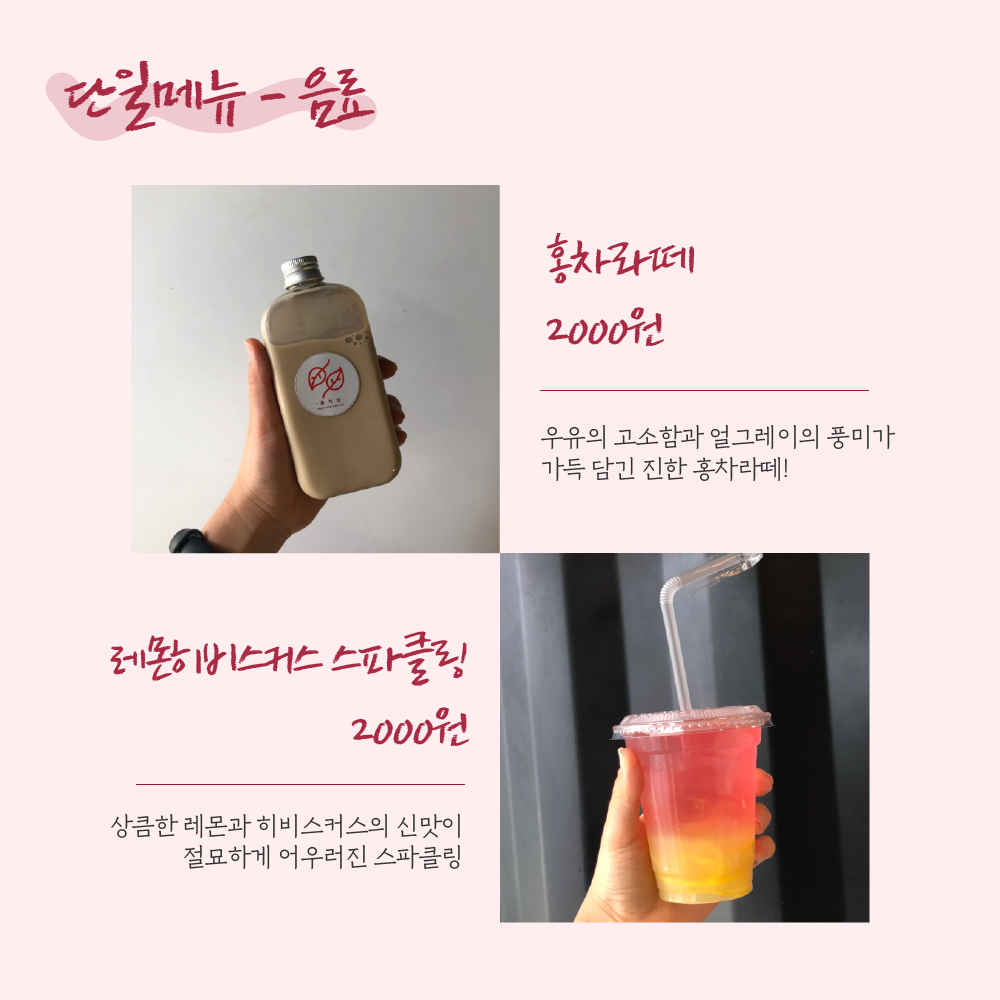 단일메뉴 - 음료
홍차라떼
2000원
우유의 고소함과 얼그레이의 풍미가
가득 담긴 진한 홍차라떼!
레몬히비스커스 스파클링
2000원
상큼한 레몬과 히비스커스의 신맛이
절묘하게 어우러진 스파클링